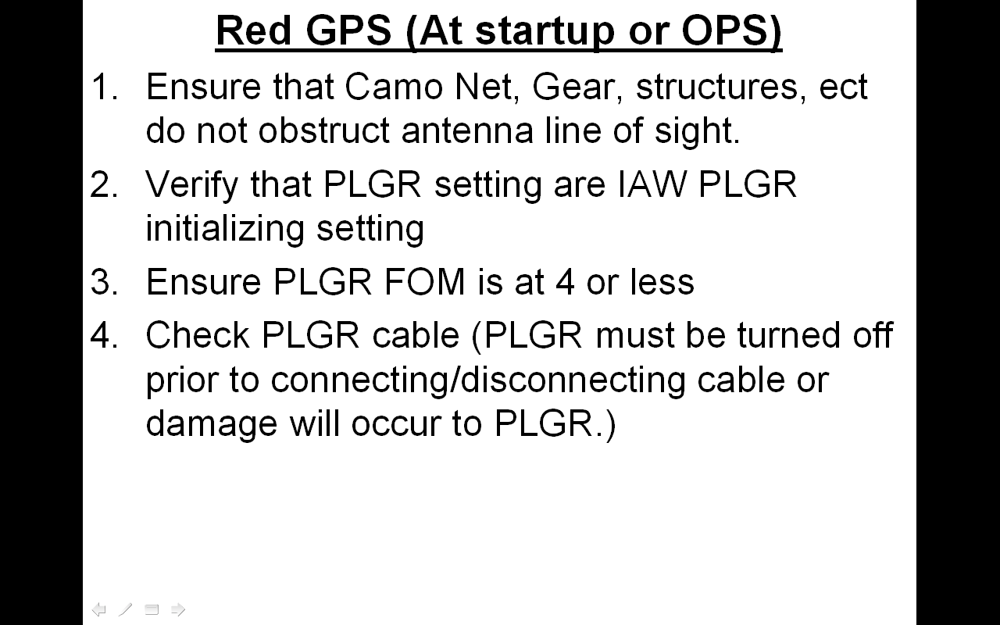 Red GPS (At startup or OPS)
1. Ensure that Camo Net, Gear, structures, ect
do not obstruct antenna line of sight.
2. Verify that PLGR setting are IAW PLGR
initializing setting
3. Ensure PLGR FOM is at 4 or less
4. Check PLGR cable (PLGR must be turned off
prior to connecting/disconnecting cable or
damage will occur to PLGR.)